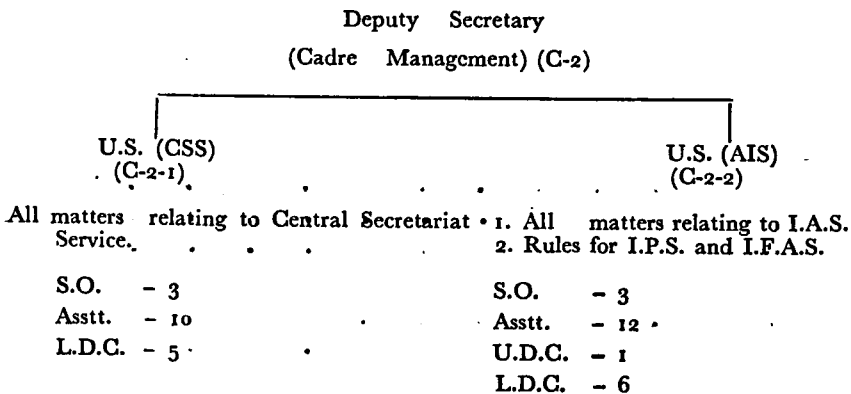 Deputy Secretary
(Cadre Management) (C-2)
U.S. (CSS)
(C-2-1)
All matters relating to Central Secretariat
Service.
S.O. - 3
Asstt. - 10
L.D.C. - 5
U.S. (AIS)
(C-2-2)
1. All matters relating to I.A.S.
2. Rules for I.P.S. and I.F.A.S.
S.O. - 3
Asstt. - 12
U.D.C. - 1
L.D.C. - 6